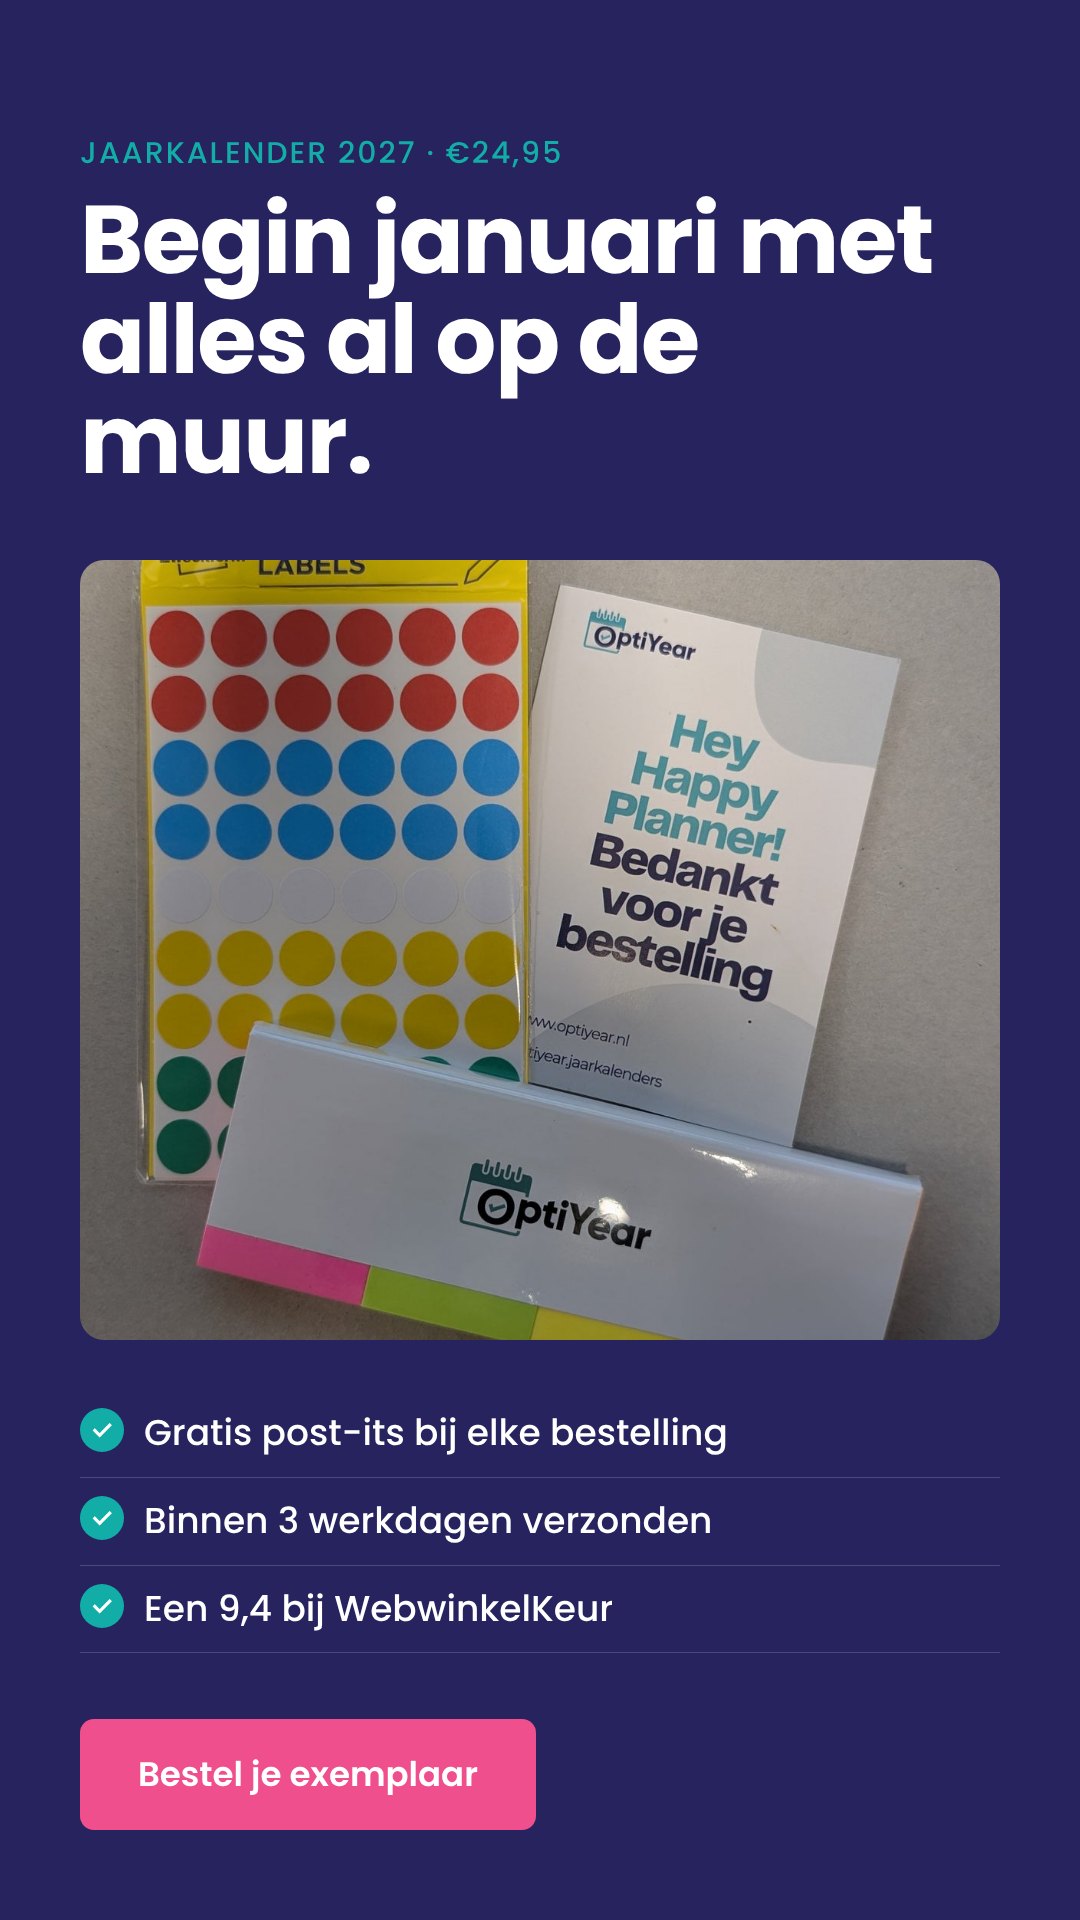 JAARKALENDER 2027 · €24,95
Begin januari met
alles al op de
muur.
LABELS
OptiYear
Hey
Happy
Planner!
Bedankt
voor je
bestelling
www.optiyear.nl
tiyear.jaarkalenders
OptiYear
Gratis post-its bij elke bestelling
Binnen 3 werkdagen verzonden
Een 9,4 bij WebwinkelKeur
Bestel je exemplaar